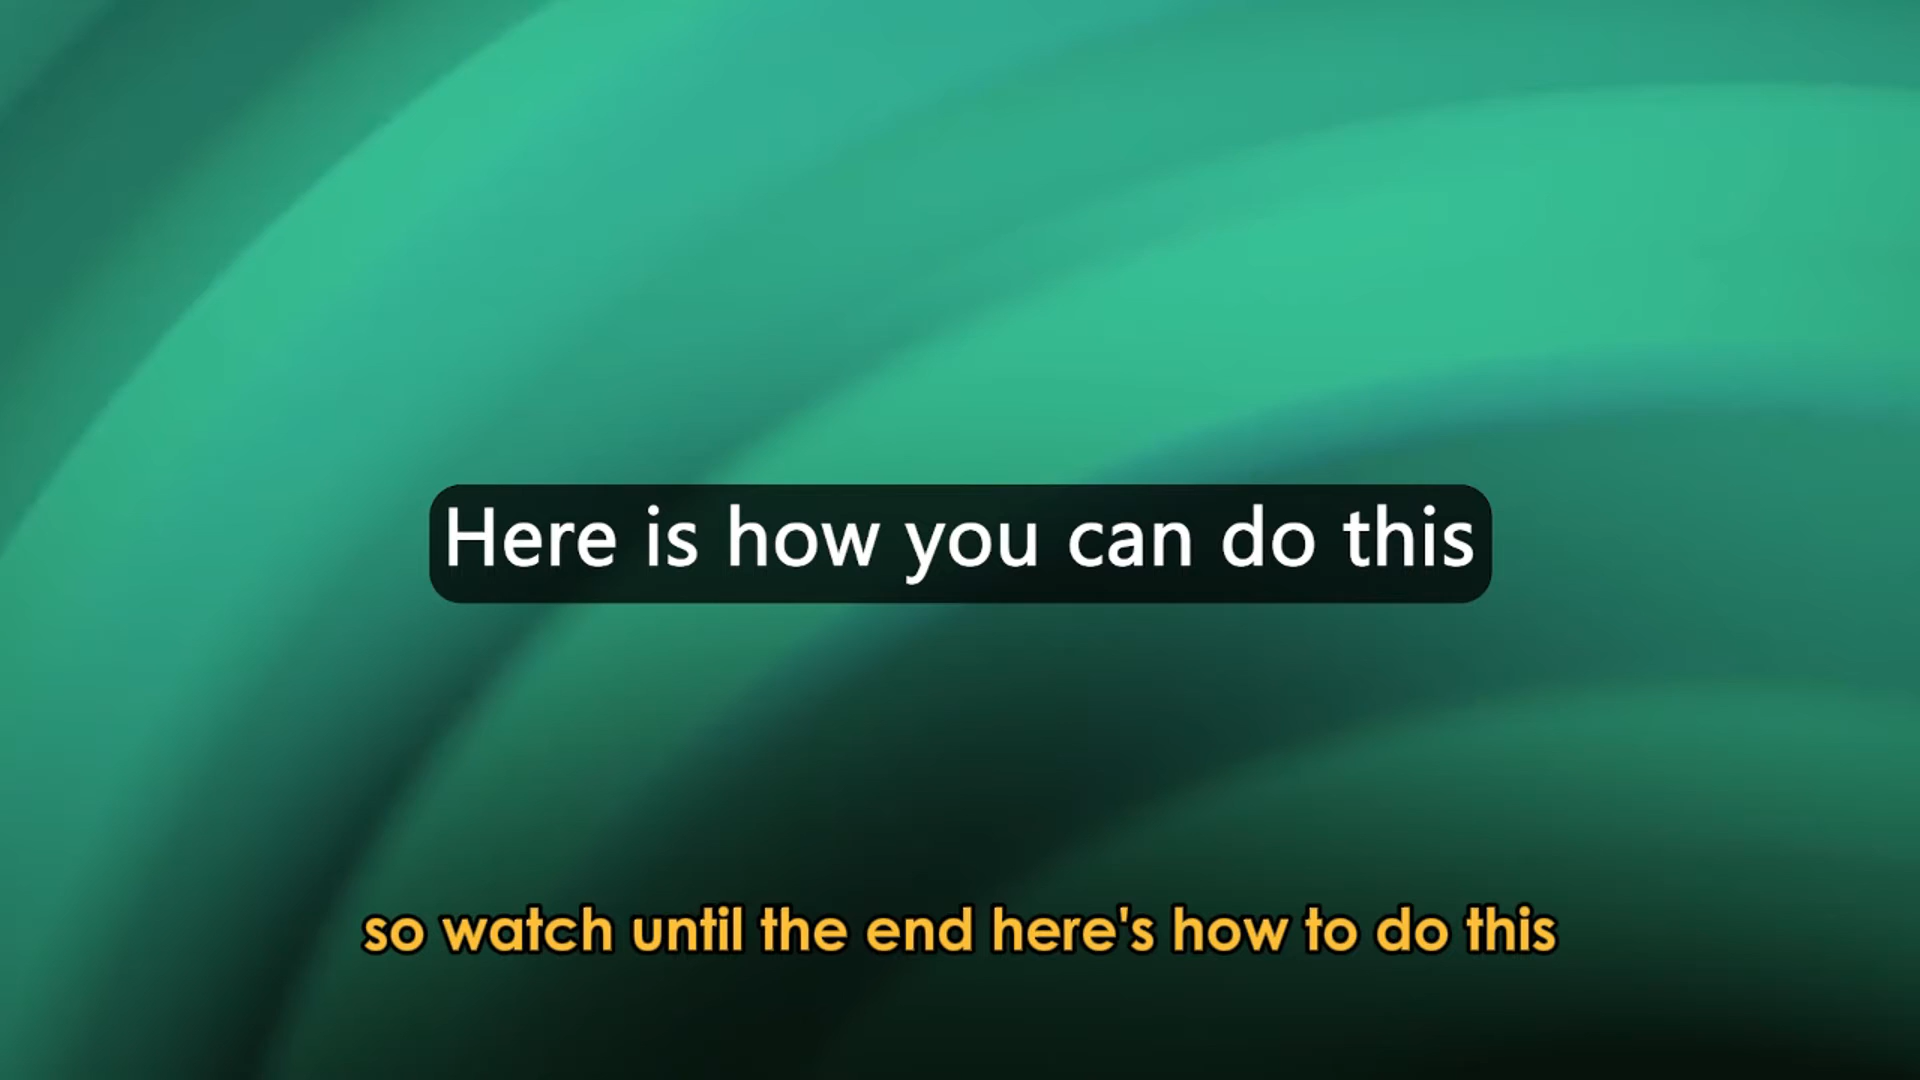 Here is how you can do this
so watch until the end here's how to do this